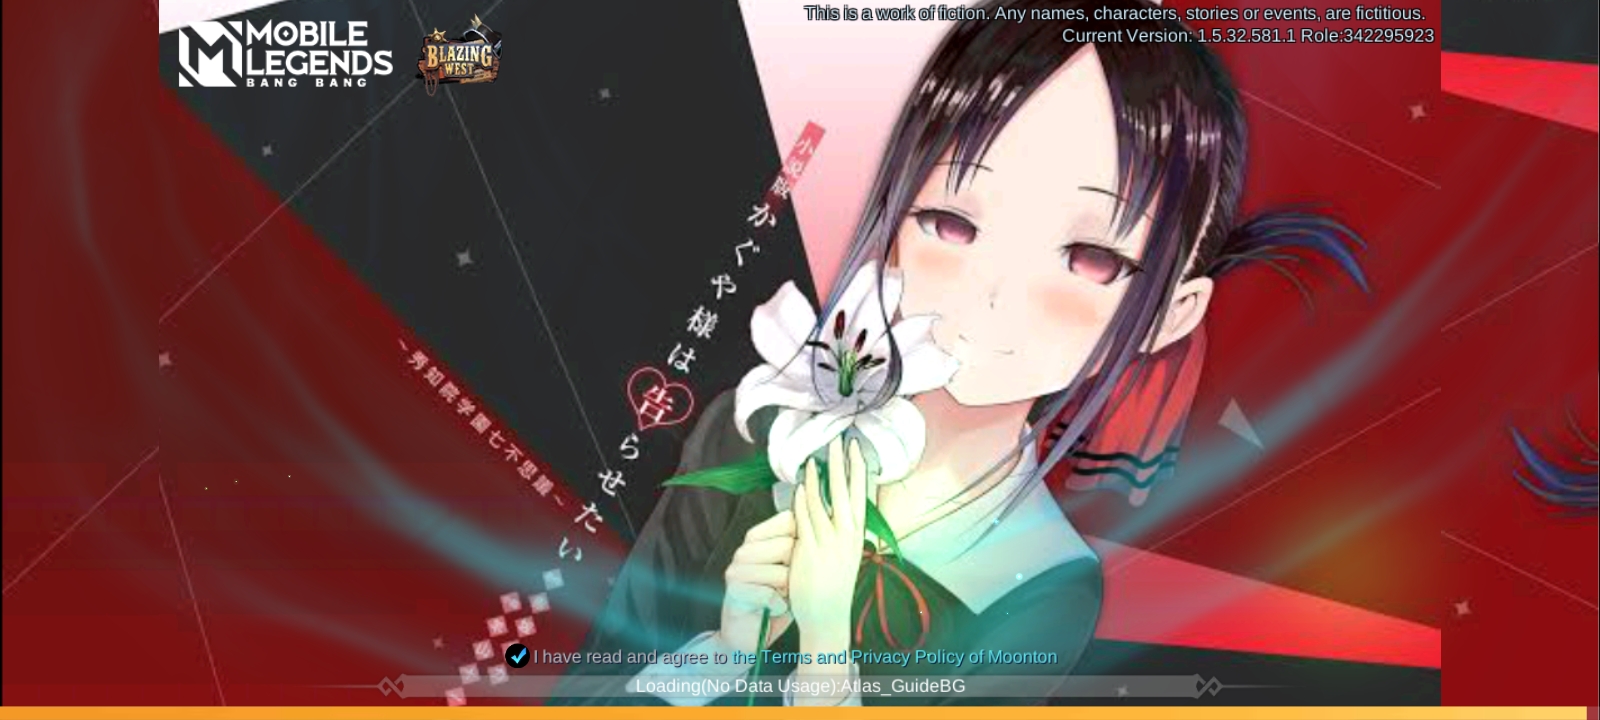 MOBILE
LEGENDS
BANG BANG
BLAZING
WEST
This is a work of fiction. Any names, characters, stories or events, are fictitious.
Current Version: 1.5.32.581.1 Role:342295923
小説版
かぐや様は告らせたい
~秀知院学園七不思議~
I have read and agree to the Terms and Privacy Policy of Moonton
Loading(No Data Usage):Atlas_GuideBG